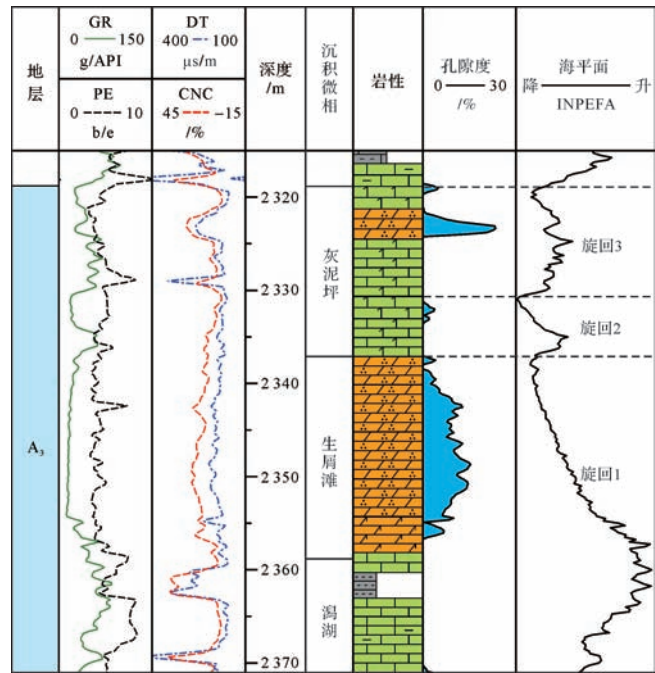 地层
GR
0 150
g/API
PE
0 10
b/e
DT
400 100
μs/m
CNC
45 −15
/%
深度
/m
沉积微相
岩性
孔隙度
0 30
/%
海平面
降 升
INPEFA
A₃
2 320
2 330
2 340
2 350
2 360
2 370
灰泥坪
生屑滩
潟湖
旋回3
旋回2
旋回1